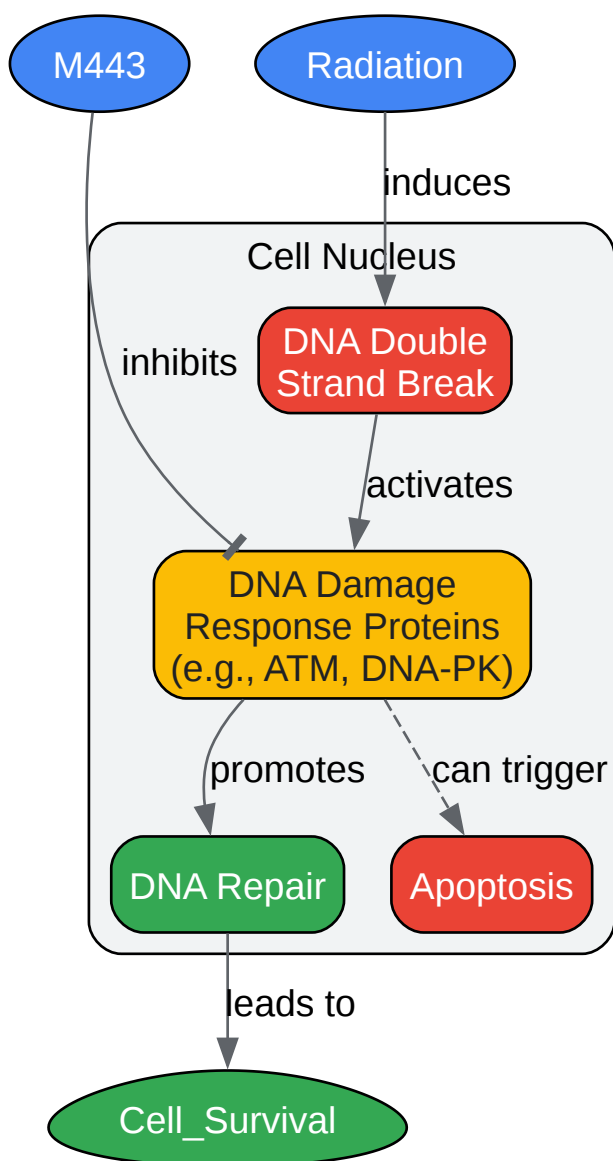 M443
Radiation
induces
Cell Nucleus
DNA Double
Strand Break
inhibits
activates
DNA Damage
Response Proteins
(e.g., ATM, DNA-PK)
promotes
can trigger
DNA Repair
Apoptosis
leads to
Cell_Survival